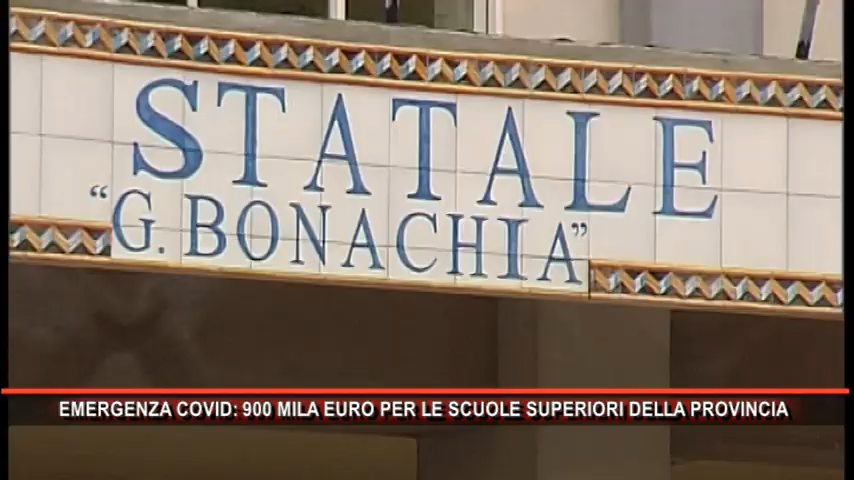 STATALE
“G. BONACHIA”
EMERGENZA COVID: 900 MILA EURO PER LE SCUOLE SUPERIORI DELLA PROVINCIA